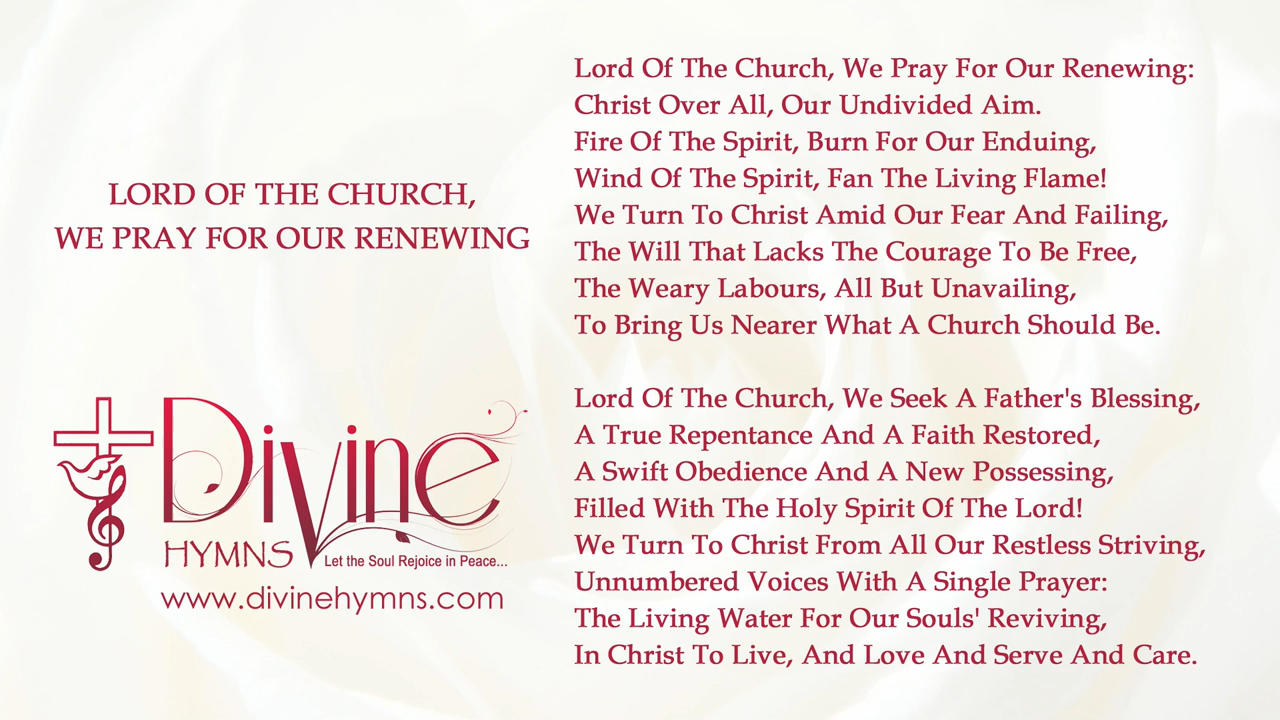 LORD OF THE CHURCH,
WE PRAY FOR OUR RENEWING
Divine
HYMNS
Let the Soul Rejoice in Peace...
www.divinehymns.com
Lord Of The Church, We Pray For Our Renewing:
Christ Over All, Our Undivided Aim.
Fire Of The Spirit, Burn For Our Enduing,
Wind Of The Spirit, Fan The Living Flame!
We Turn To Christ Amid Our Fear And Failing,
The Will That Lacks The Courage To Be Free,
The Weary Labours, All But Unavailing,
To Bring Us Nearer What A Church Should Be.
Lord Of The Church, We Seek A Father's Blessing,
A True Repentance And A Faith Restored,
A Swift Obedience And A New Possessing,
Filled With The Holy Spirit Of The Lord!
We Turn To Christ From All Our Restless Striving,
Unnumbered Voices With A Single Prayer:
The Living Water For Our Souls' Reviving,
In Christ To Live, And Love And Serve And Care.